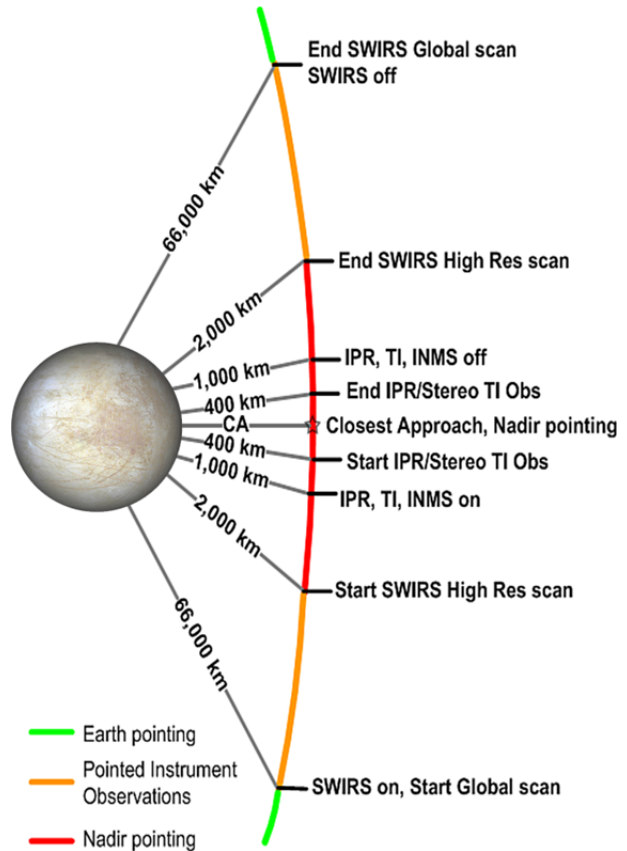 End SWIRS Global scan
SWIRS off
66,000 km
End SWIRS High Res scan
2,000 km
IPR, TI, INMS off
1,000 km
End IPR/Stereo TI Obs
400 km
CA
Closest Approach, Nadir pointing
400 km
Start IPR/Stereo TI Obs
1,000 km
IPR, TI, INMS on
2,000 km
Start SWIRS High Res scan
66,000 km
Earth pointing
Pointed Instrument
Observations
SWIRS on, Start Global scan
Nadir pointing